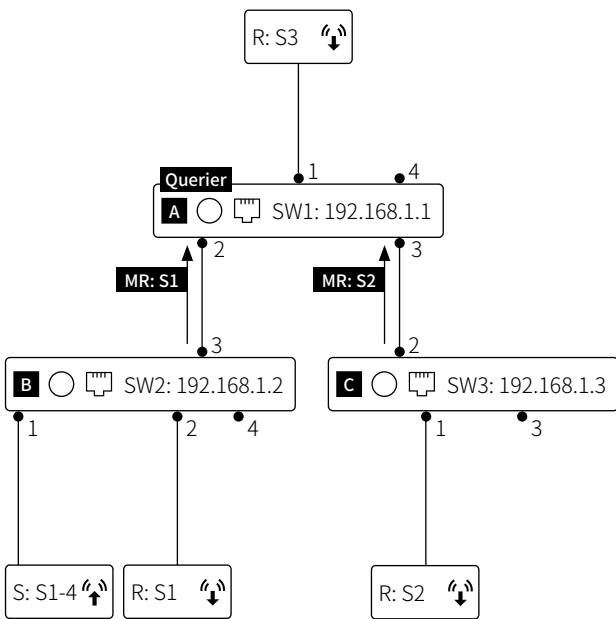 R: S3
1
4
Querier
A SW1: 192.168.1.1
2
3
MR: S1
MR: S2
3
2
B SW2: 192.168.1.2
C SW3: 192.168.1.3
1
2
4
1
3
S: S1-4
R: S1
R: S2